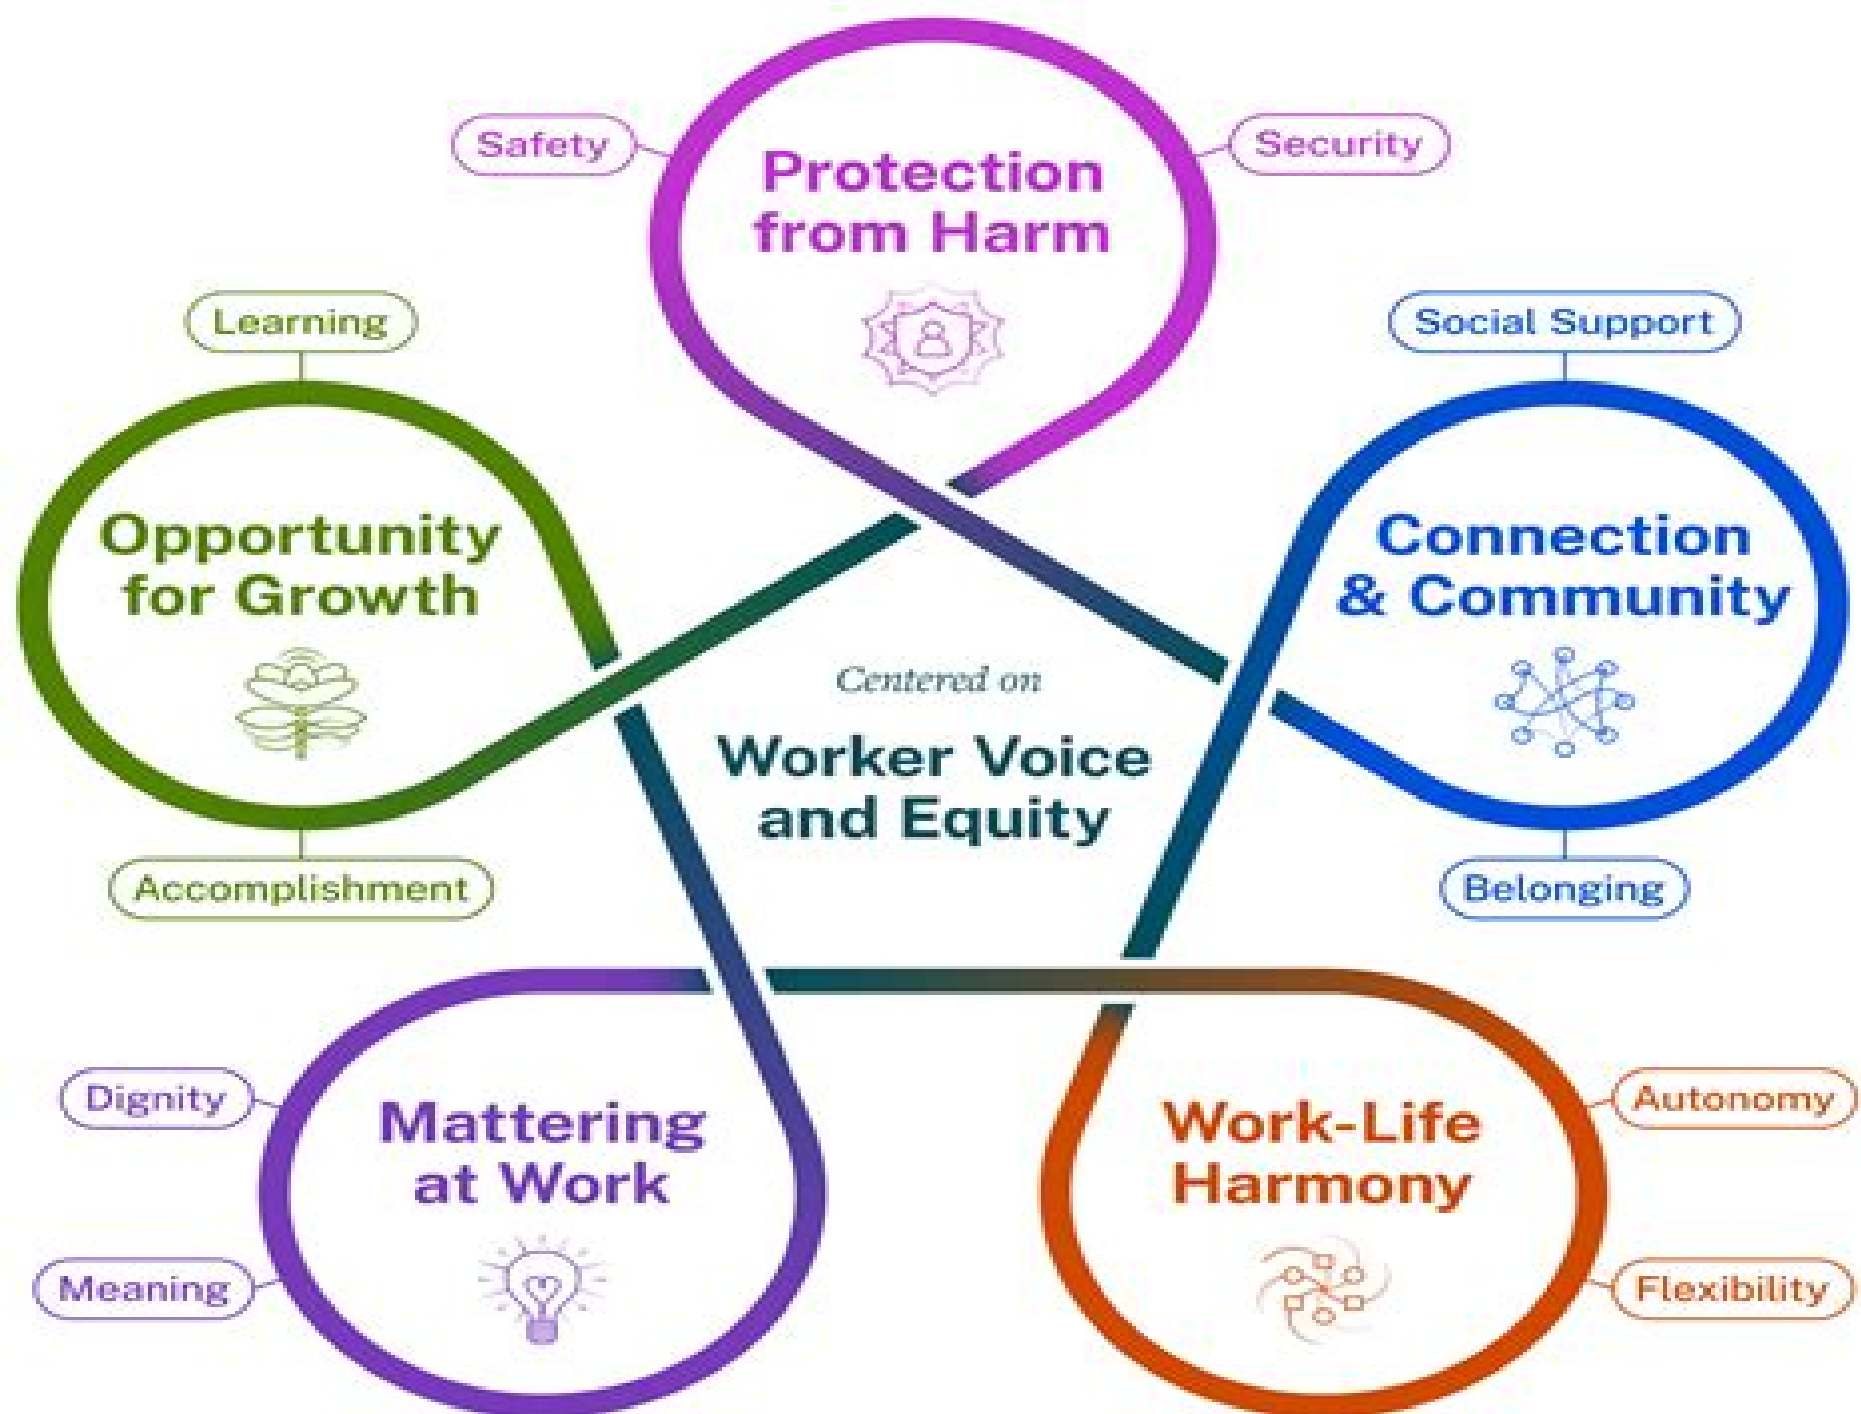 Safety
Protection
from Harm
Security
Learning
Opportunity
for Growth
Accomplishment
Social Support
Connection
& Community
Belonging
Centered on
Worker Voice
and Equity
Dignity
Mattering
at Work
Meaning
Work-Life
Harmony
Autonomy
Flexibility